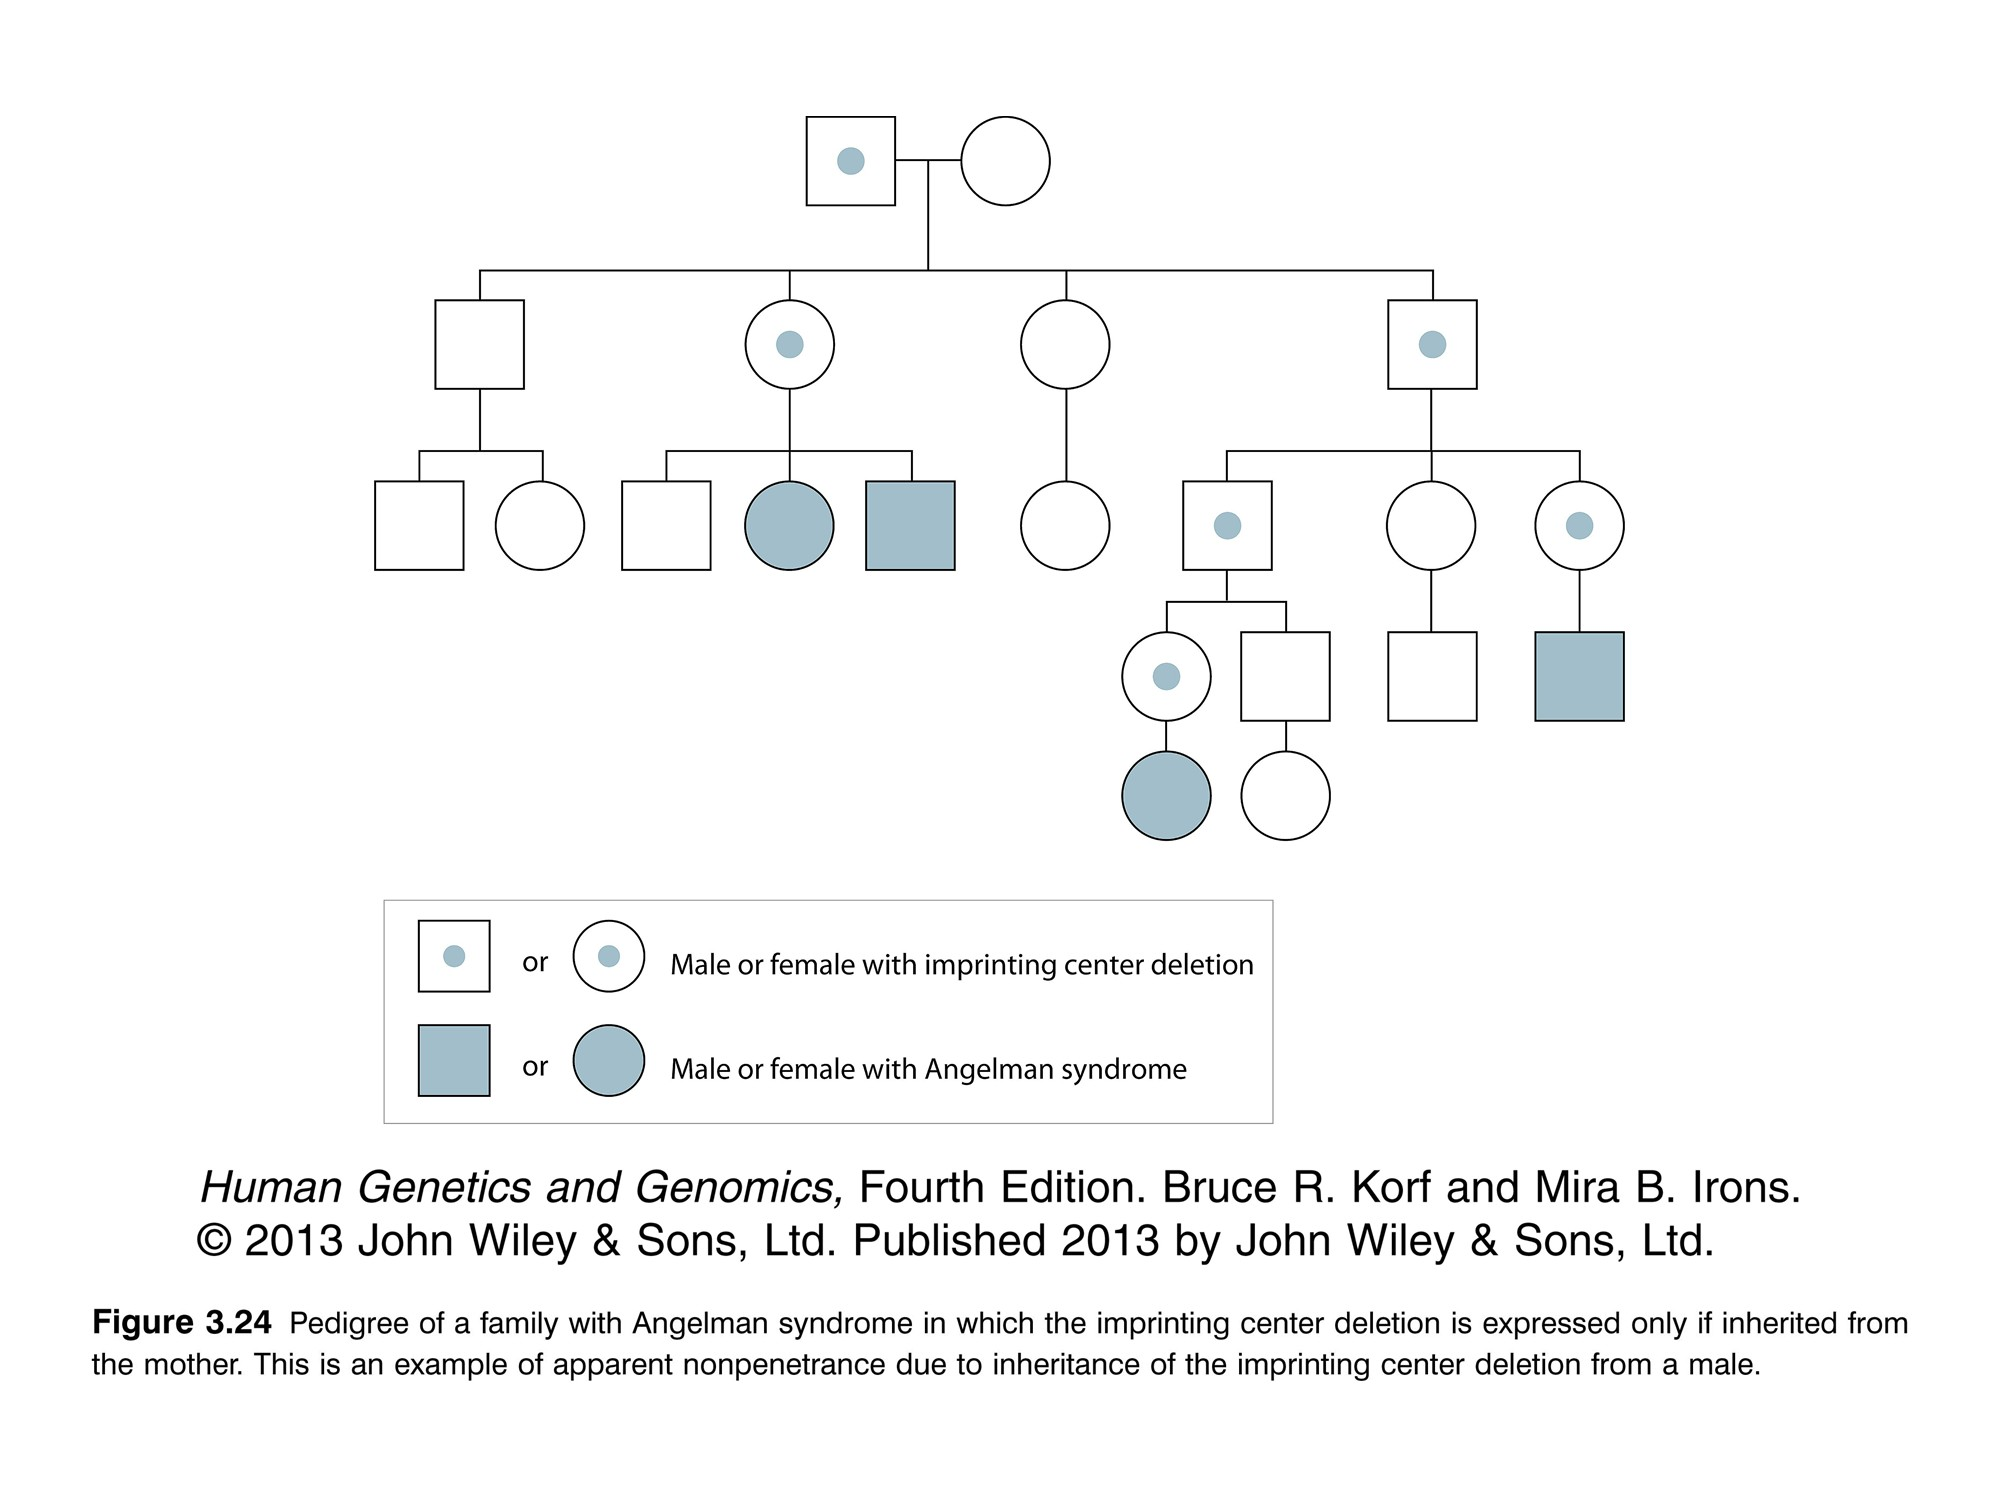 or Male or female with imprinting center deletion
or Male or female with Angelman syndrome
Human Genetics and Genomics, Fourth Edition. Bruce R. Korf and Mira B. Irons.
© 2013 John Wiley & Sons, Ltd. Published 2013 by John Wiley & Sons, Ltd.
Figure 3.24 Pedigree of a family with Angelman syndrome in which the imprinting center deletion is expressed only if inherited from
the mother. This is an example of apparent nonpenetrance due to inheritance of the imprinting center deletion from a male.